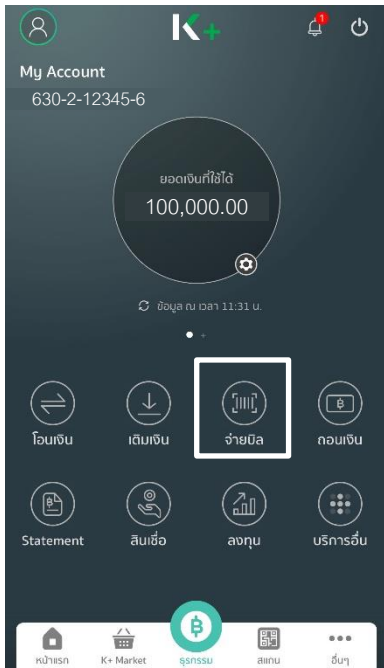 K+
1
My Account
630-2-12345-6
ยอดเงินที่ใช้ได้
100,000.00
ข้อมูล ณ เวลา 11:31 น.
โอนเงิน
เติมเงิน
จ่ายบิล
ถอนเงิน
Statement
สินเชื่อ
ลงทุน
บริการอื่น
หน้าแรก
K+ Market
ธุรกรรม
สแกน
อื่นๆ